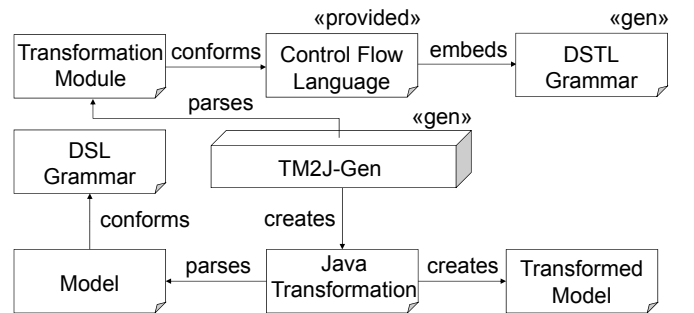 «provided»
«gen»
Transformation
Module
conforms
Control Flow
Language
embeds
DSTL
Grammar
parses
«gen»
DSL
Grammar
TM2J-Gen
conforms
creates
Model
parses
Java
Transformation
creates
Transformed
Model